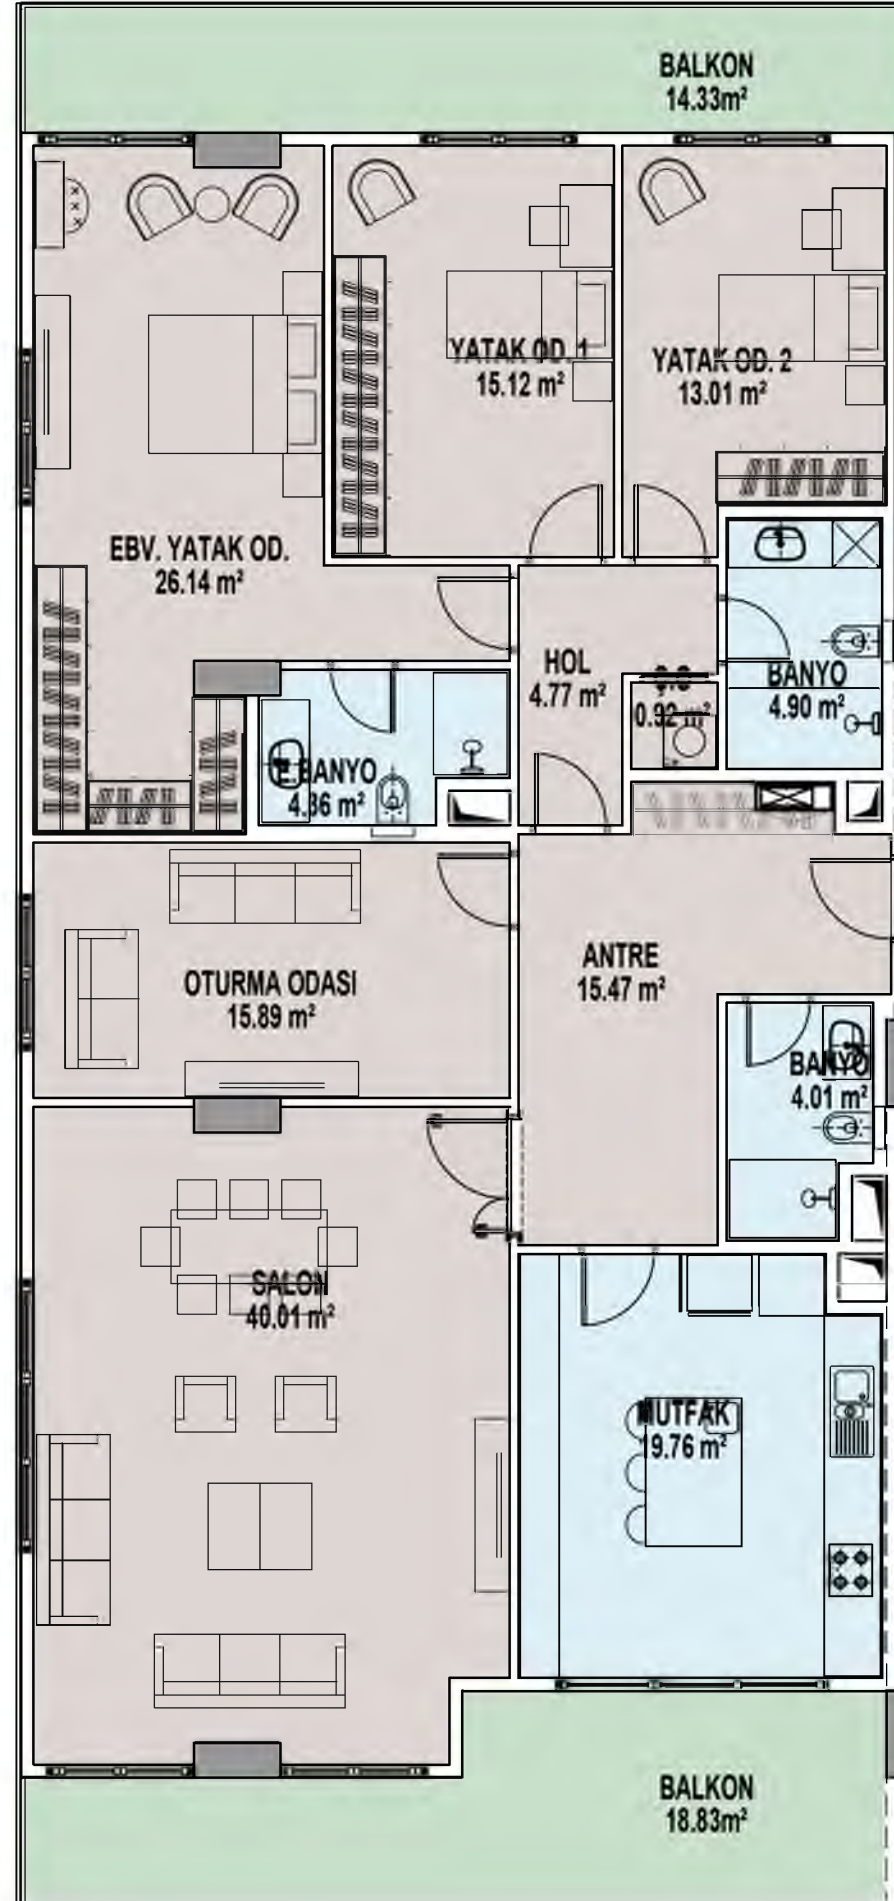 BALKON
14.33m²
YATAK OD. 1
15.12 m²
YATAK OD. 2
13.01 m²
EBV. YATAK OD.
26.14 m²
HOL
4.77 m²
0.92 m²
BANYO
4.90 m²
E.BANYO
4.36 m²
OTURMA ODASI
15.89 m²
ANTRE
15.47 m²
BANYO
4.01 m²
SALON
40.01 m²
MUTFAK
19.76 m²
BALKON
18.83m²